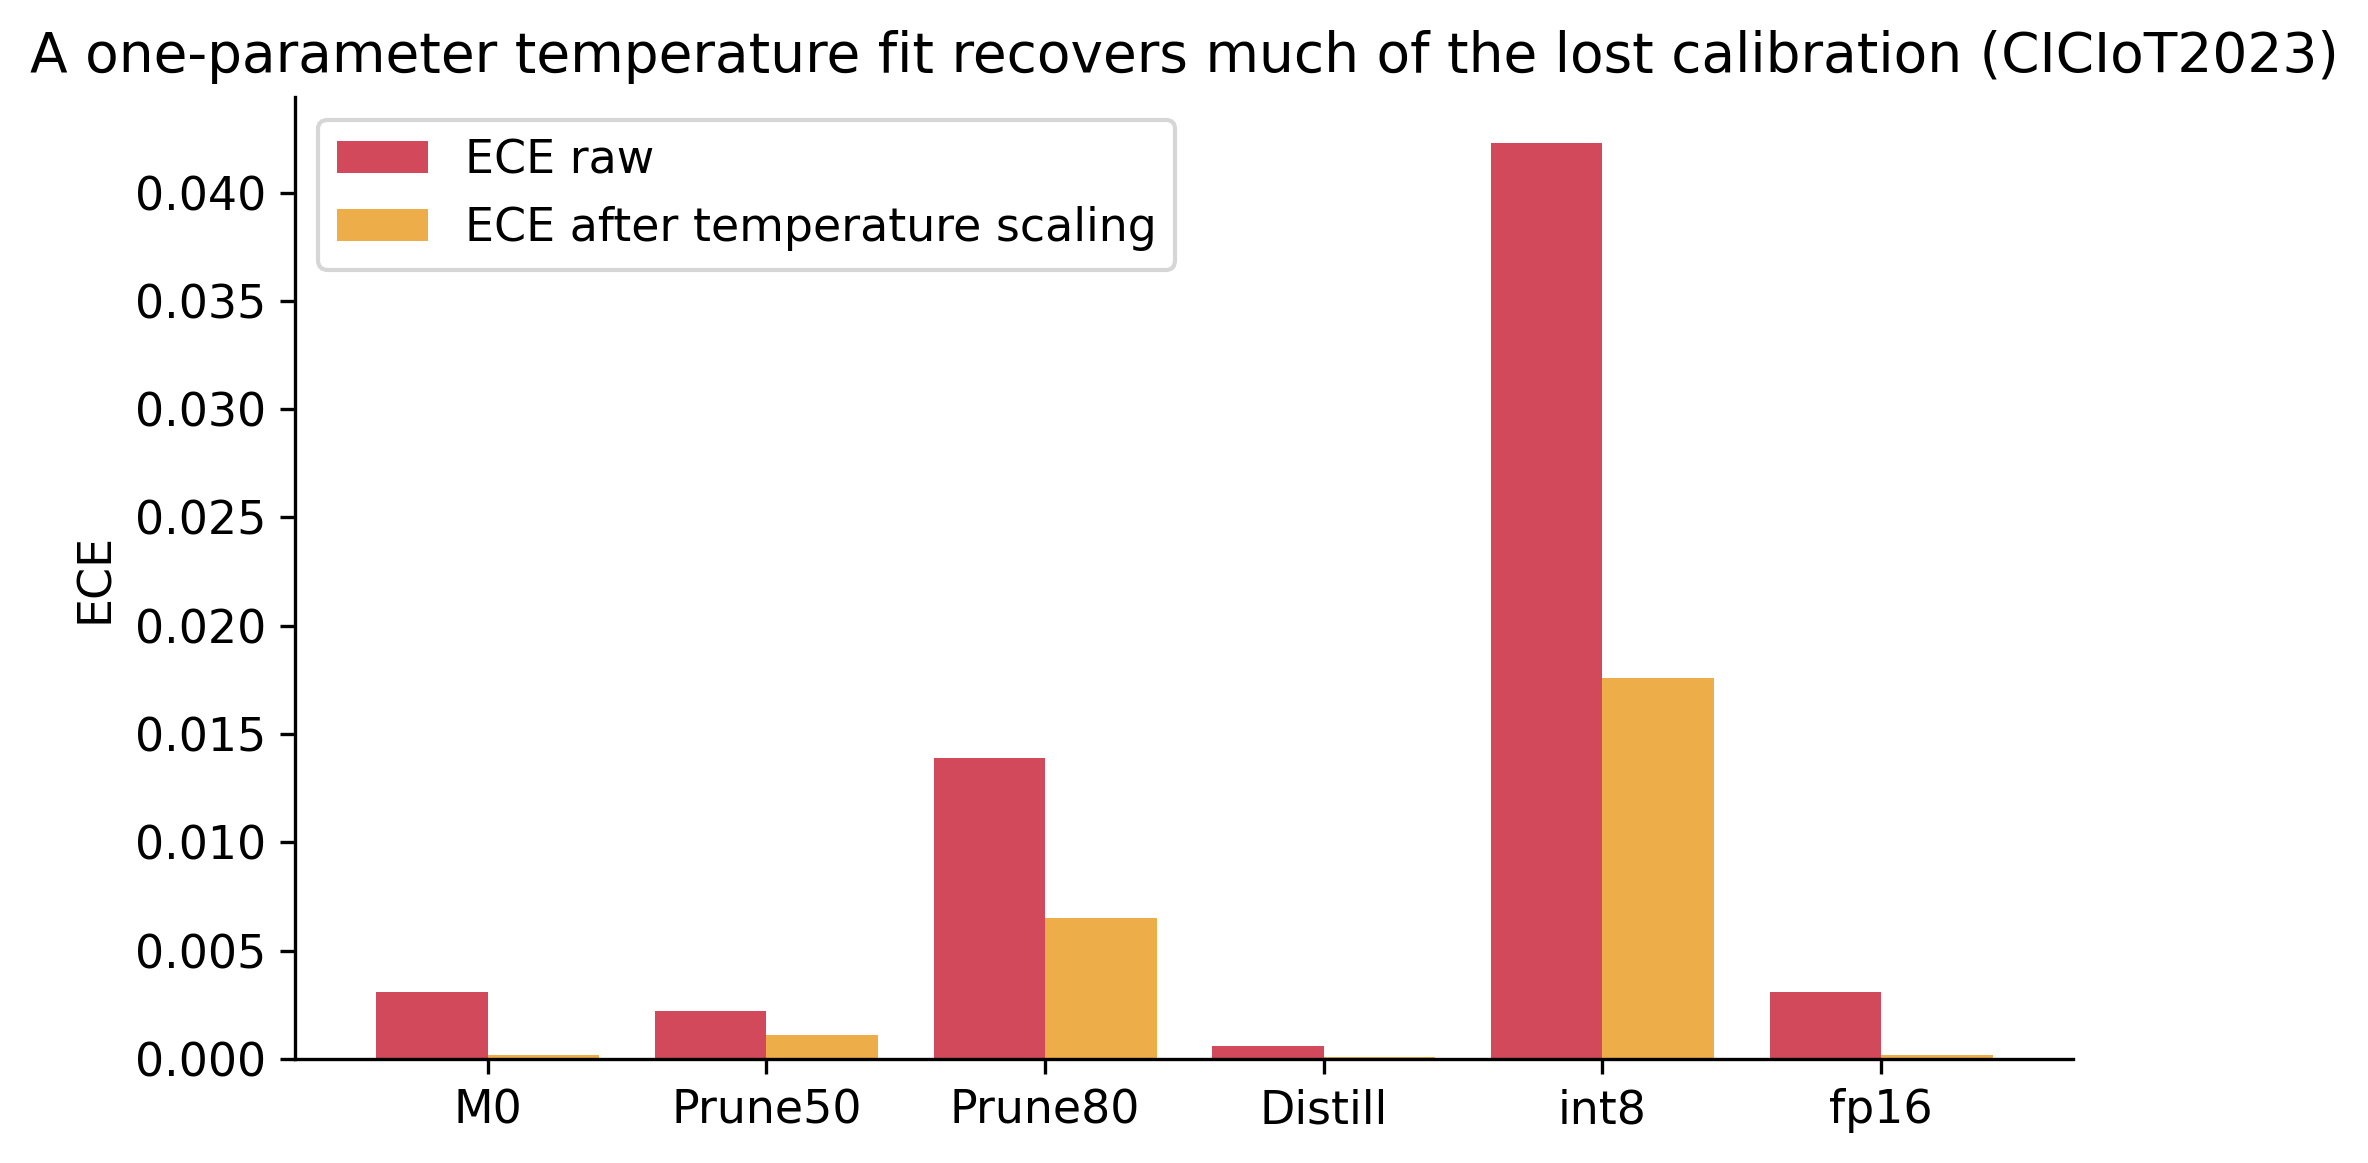 A one-parameter temperature fit recovers much of the lost calibration (CICIoT2023)
ECE raw
ECE after temperature scaling
ECE
0.040
0.035
0.030
0.025
0.020
0.015
0.010
0.005
0.000
M0
Prune50
Prune80
Distill
int8
fp16